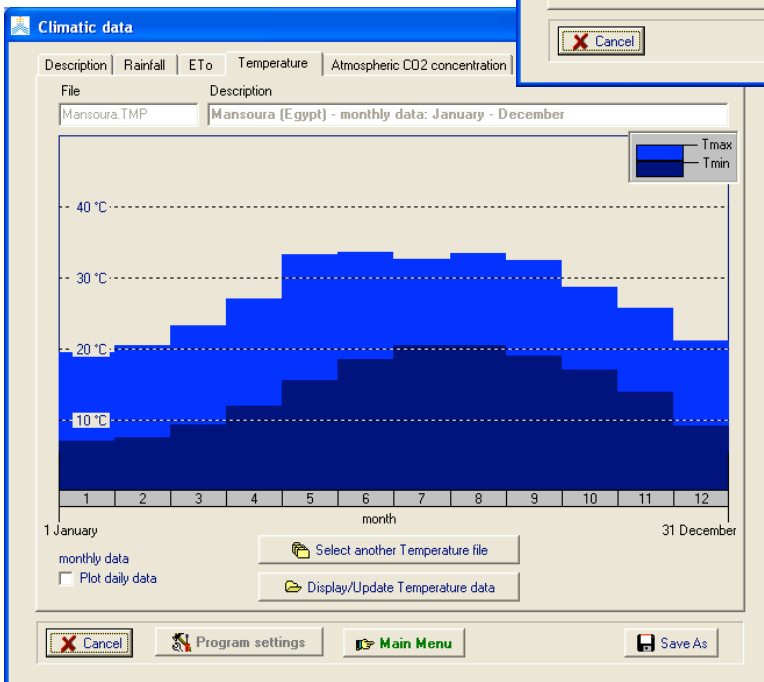 Cancel
Climatic data
Description Rainfall ETo Temperature Atmospheric CO2 concentration
File Description
Mansoura.TMP Mansoura (Egypt) - monthly data: January - December
Tmax
Tmin
40 °C
30 °C
20 °C
10 °C
1 2 3 4 5 6 7 8 9 10 11 12
month
1 January 31 December
Select another Temperature file
monthly data
Plot daily data
Display/Update Temperature data
Cancel Program settings Main Menu Save As